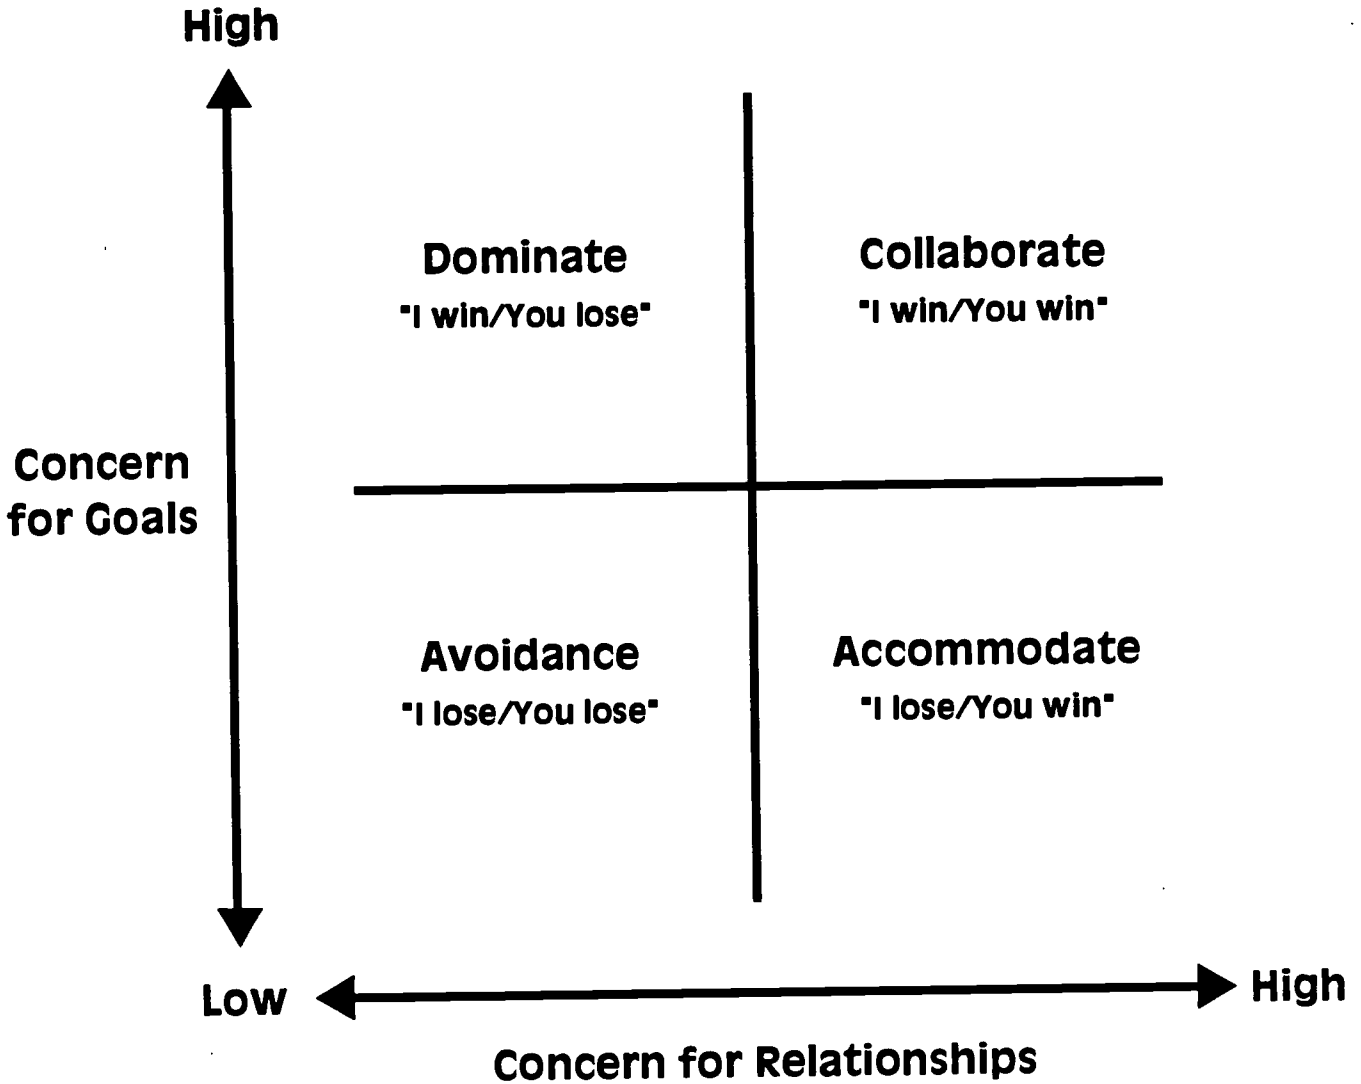 High
Dominate
"I win/You lose"
Collaborate
"I win/You win"
Concern
for Goals
Avoidance
"I lose/You lose"
Accommodate
"I lose/You win"
Low
High
Concern for Relationships